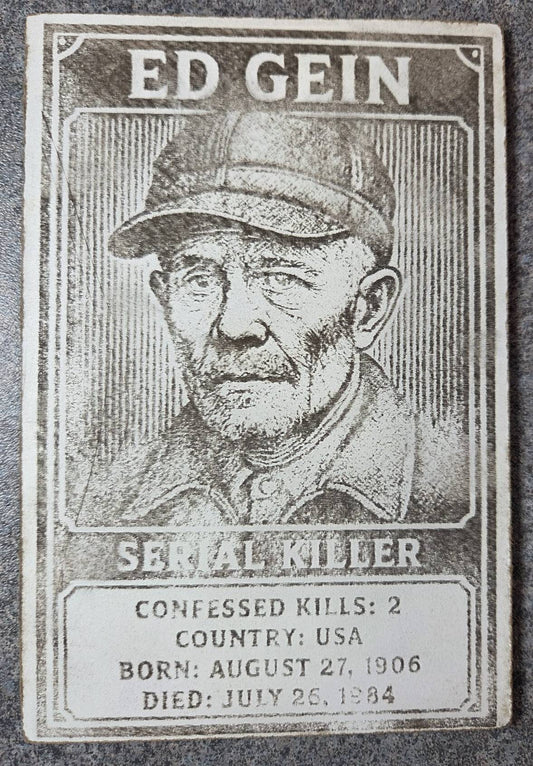 ED GEIN
SERIAL KILLER
CONFESSED KILLS: 2
COUNTRY: USA
BORN: AUGUST 27, 1906
DIED: JULY 26, 1984